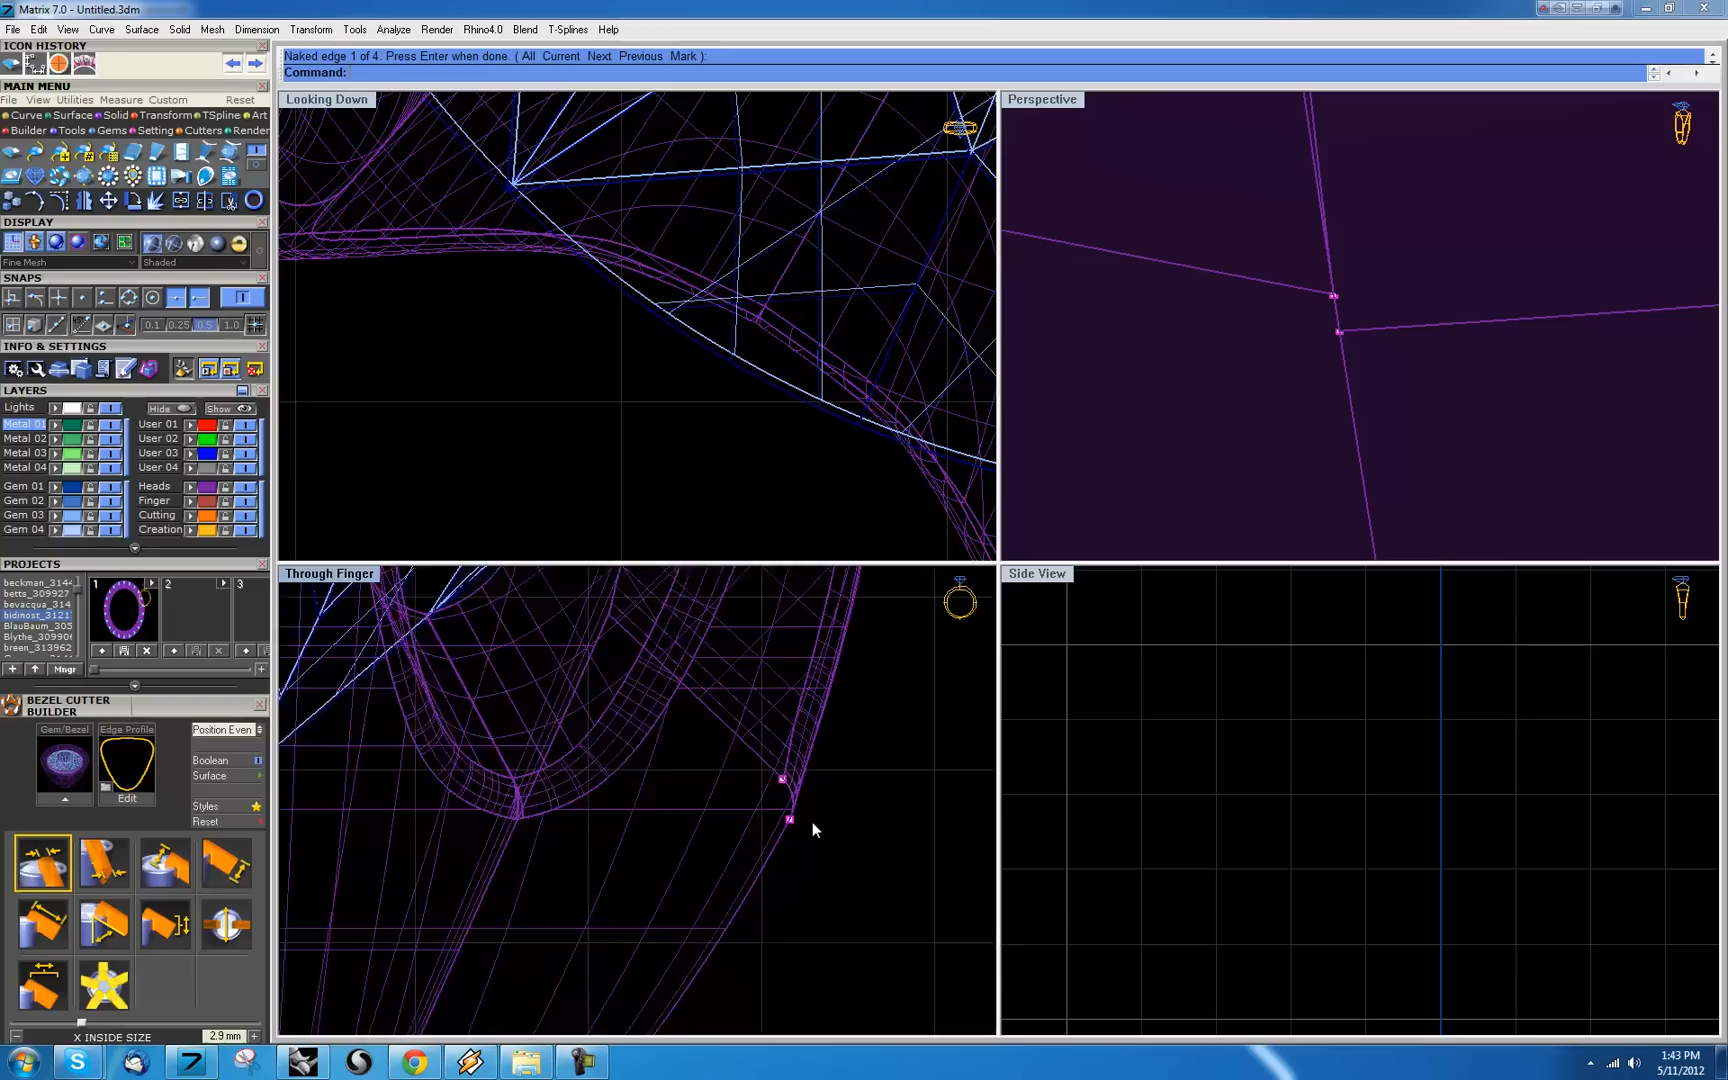 Matrix 7.0 - Untitled.3dm
File Edit View Curve Surface Solid Mesh Dimension Transform Tools Analyze Render Rhino4.0 Blend T-Splines Help
ICON HISTORY
Naked edge 1 of 4. Press Enter when done. ( All Current Next Previous Mark ):
Command:
MAIN MENU
File View Utilities Measure Custom Reset
Curve Surface Solid Transform TSpline Art
Builder Tools Gems Setting Cutters Render
DISPLAY
Fine Mesh Shaded
SNAPS
0.1 0.25 0.5 1.0
INFO & SETTINGS
LAYERS
Lights Hide Show
Metal 01 User 01
Metal 02 User 02
Metal 03 User 03
Metal 04 User 04
Gem 01 Heads
Gem 02 Finger
Gem 03 Cutting
Gem 04 Creation
PROJECTS
beckman_3144
betts_309927
bevacqua_314
bidinost_3121
BlauBaum_305
Blythe_309906
breen_313962
1 2 3
Mngr
BEZEL CUTTER
BUILDER
Gem/Bezel Edge Profile Position Even
Boolean
Surface
Edit
Styles
Reset
X INSIDE SIZE 2.9 mm
Looking Down
Perspective
Through Finger
Side View
1:43 PM
5/11/2012